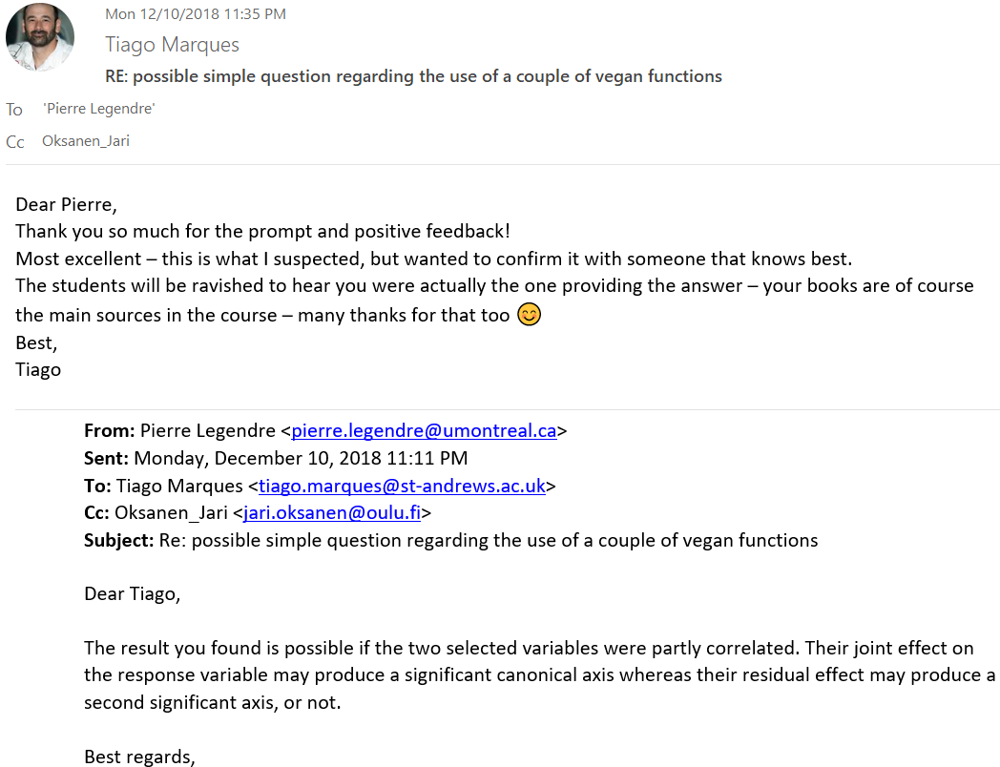 Mon 12/10/2018 11:35 PM
Tiago Marques
RE: possible simple question regarding the use of a couple of vegan functions
To 'Pierre Legendre'
Cc Oksanen_Jari
Dear Pierre,
Thank you so much for the prompt and positive feedback!
Most excellent – this is what I suspected, but wanted to confirm it with someone that knows best.
The students will be ravished to hear you were actually the one providing the answer – your books are of course
the main sources in the course – many thanks for that too 😊
Best,
Tiago
From: Pierre Legendre <pierre.legendre@umontreal.ca>
Sent: Monday, December 10, 2018 11:11 PM
To: Tiago Marques <tiago.marques@st-andrews.ac.uk>
Cc: Oksanen_Jari <jari.oksanen@oulu.fi>
Subject: Re: possible simple question regarding the use of a couple of vegan functions
Dear Tiago,
The result you found is possible if the two selected variables were partly correlated. Their joint effect on
the response variable may produce a significant canonical axis whereas their residual effect may produce a
second significant axis, or not.
Best regards,